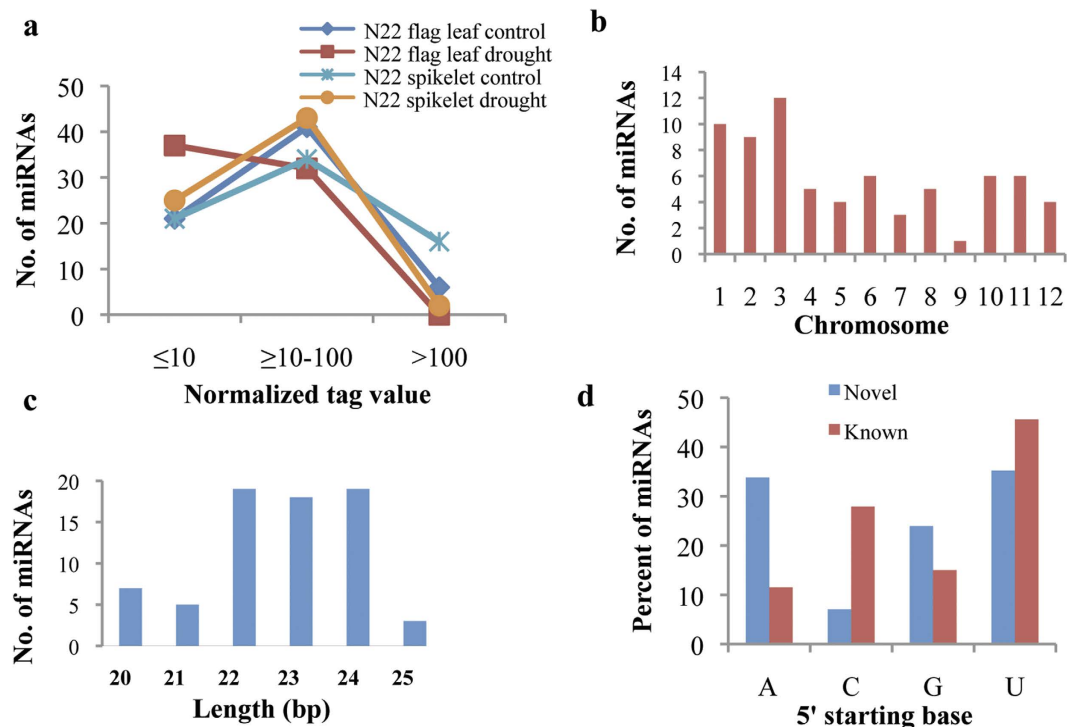 a
N22 flag leaf control
N22 flag leaf drought
N22 spikelet control
N22 spikelet drought
50
40
30
20
10
0
No. of miRNAs
≤10 ≥10-100 >100
Normalized tag value
b
14
12
10
8
6
4
2
0
No. of miRNAs
1 2 3 4 5 6 7 8 9 10 11 12
Chromosome
c
20
15
10
5
0
No. of miRNAs
20 21 22 23 24 25
Length (bp)
d
Novel
Known
50
40
30
20
10
0
Percent of miRNAs
A C G U
5' starting base